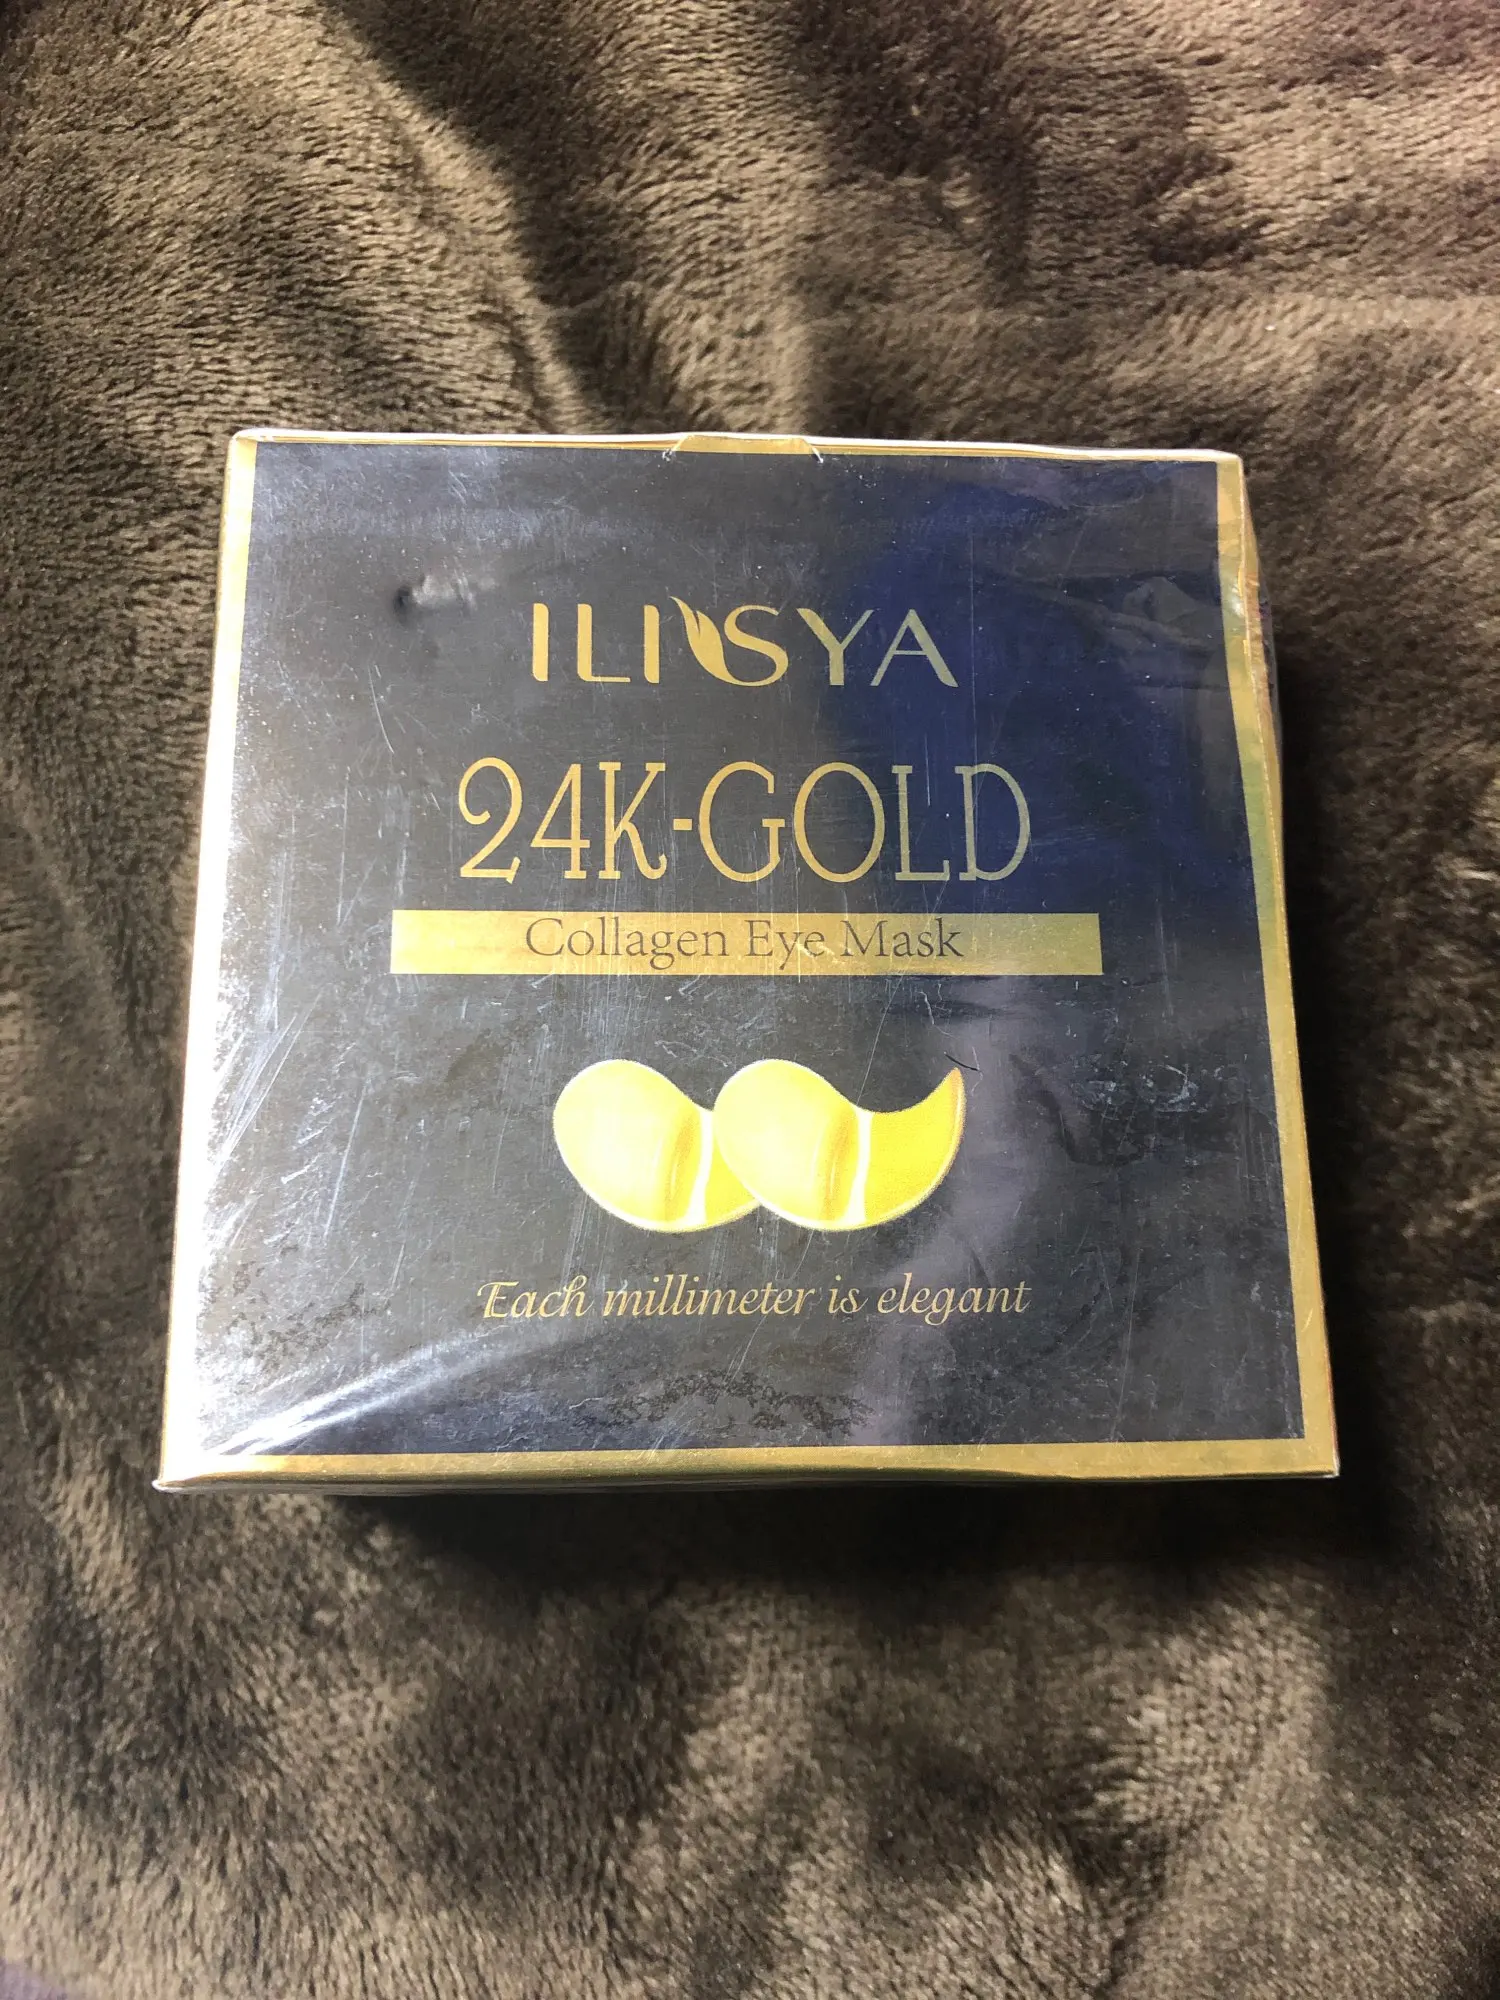 ILISYA
24K-GOLD
Collagen Eye Mask
Each millimeter is elegant